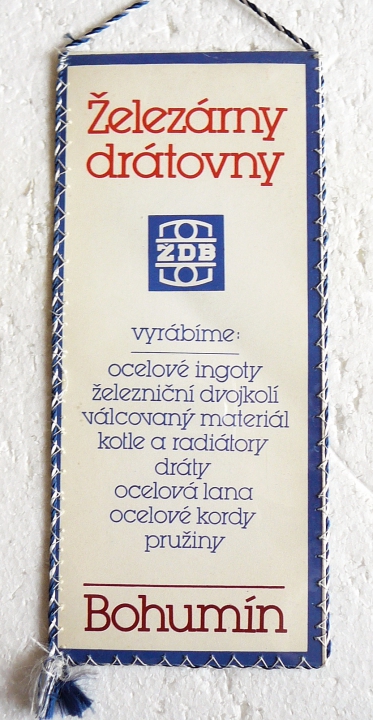 Železárny
drátovny
ŽDB
vyrábíme:
ocelové ingoty
železniční dvojkolí
válcovaný materiál
kotle a radiátory
dráty
ocelová lana
ocelové kordy
pružiny
Bohumín